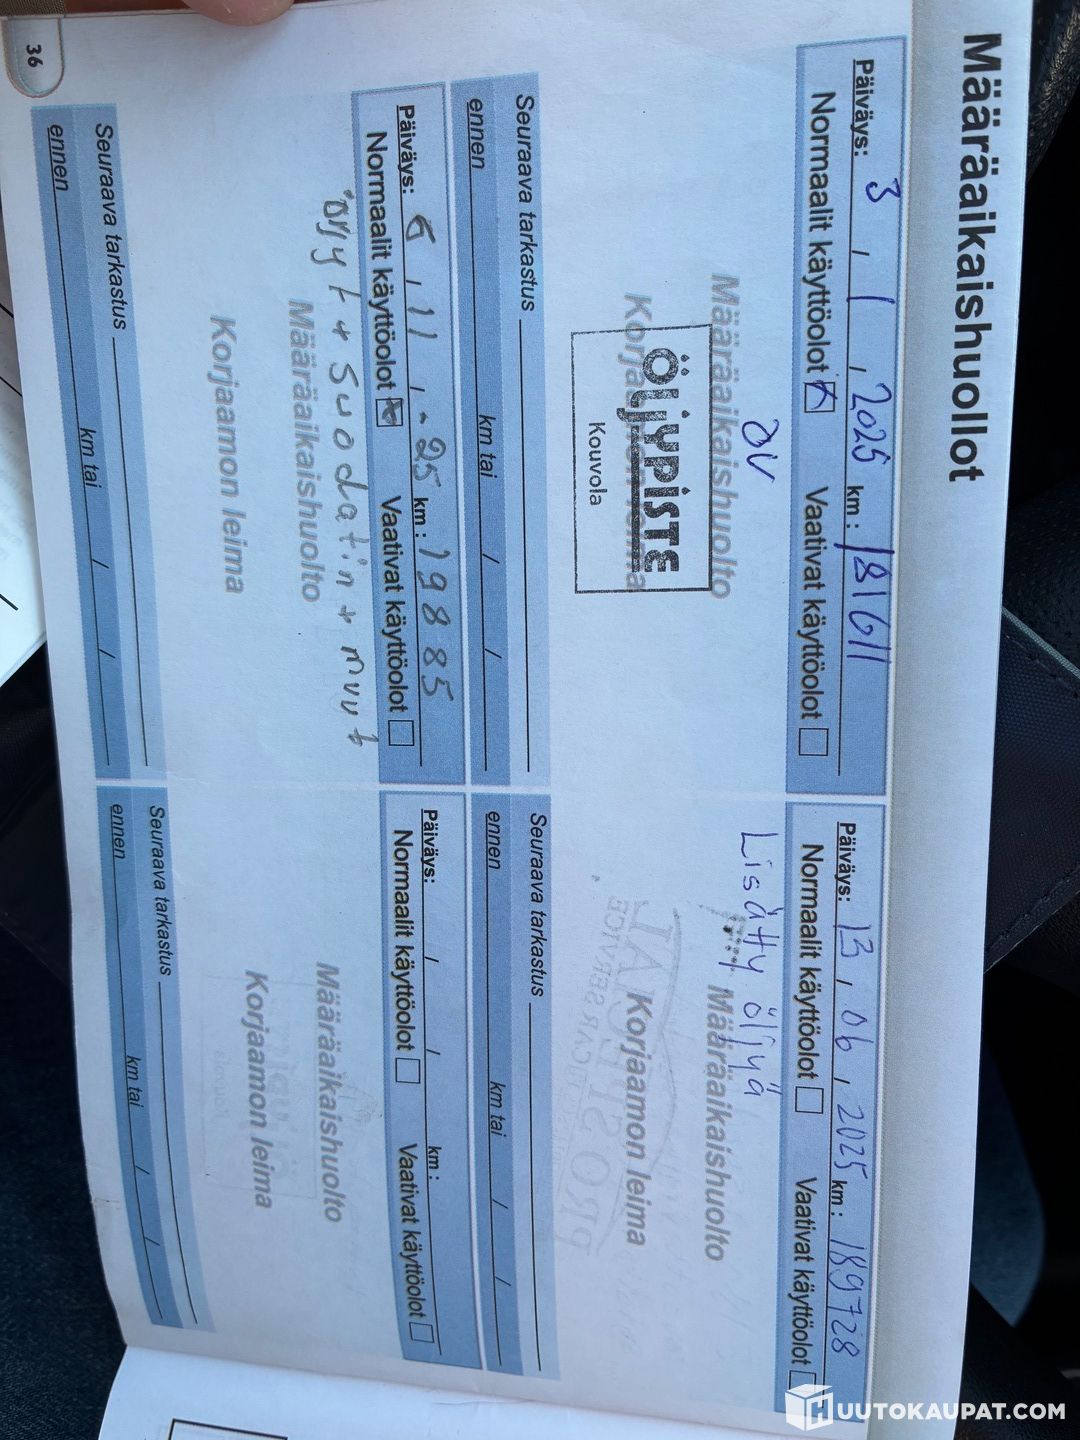 Määräaikaishuollot
Päiväys: 3 , 1 , 2025 km : 181611
Normaalit käyttöolot Vaativat käyttöolot
ÖV
Määräaikaishuolto
Korjaamon leima
ÖLJYPISTE
Kouvola
Seuraava tarkastus
ennen km tai / /
Päiväys: 13 , 06 , 2025 km : 189728
Normaalit käyttöolot Vaativat käyttöolot
Lisätty öljyä
Määräaikaishuolto
Korjaamon leima
Seuraava tarkastus
ennen km tai / /
Päiväys: 6 , 11 , -25 km : 19885
Normaalit käyttöolot Vaativat käyttöolot
öljyt + suodatin + muut
Määräaikaishuolto
Korjaamon leima
Seuraava tarkastus
ennen km tai / /
Päiväys: / / km :
Normaalit käyttöolot Vaativat käyttöolot
Määräaikaishuolto
Korjaamon leima
Seuraava tarkastus
ennen km tai / /
36
HUUTOKAUPAT.COM